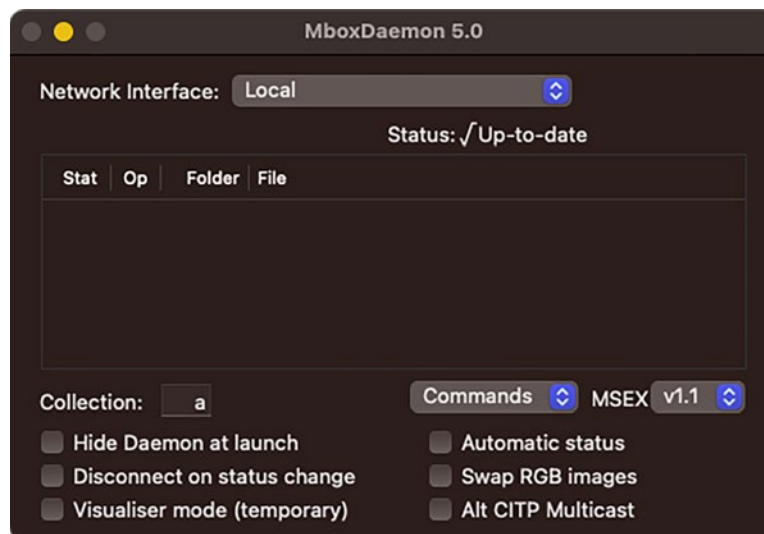 MboxDaemon 5.0
Network Interface: Local
Status: √Up-to-date
Stat Op Folder File
Collection: a Commands MSEX v1.1
Hide Daemon at launch Automatic status
Disconnect on status change Swap RGB images
Visualiser mode (temporary) Alt CITP Multicast